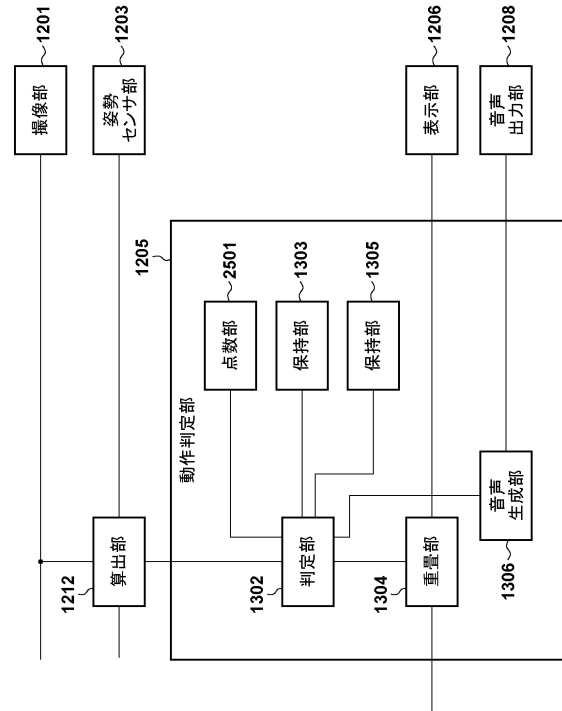 1201
撮像部
1203
姿勢
センサ部
1206
表示部
1208
音声
出力部
1205
動作判定部
2501
点数部
1303
保持部
1305
保持部
1212
算出部
1302
判定部
1304
重畳部
1306
音声
生成部